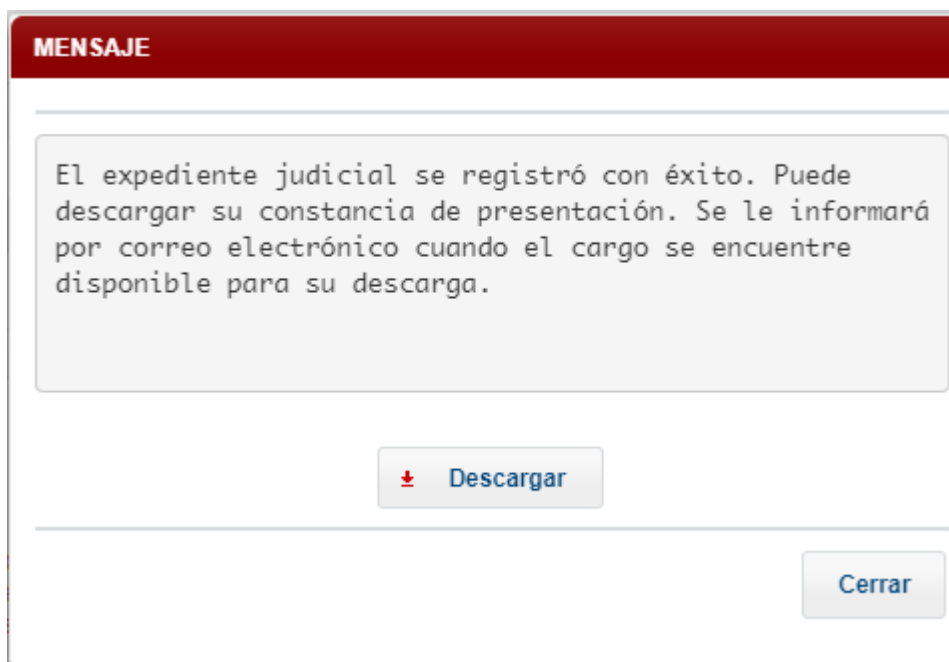 MENSAJE
El expediente judicial se registró con éxito. Puede
descargar su constancia de presentación. Se le informará
por correo electrónico cuando el cargo se encuentre
disponible para su descarga.
Descargar
Cerrar